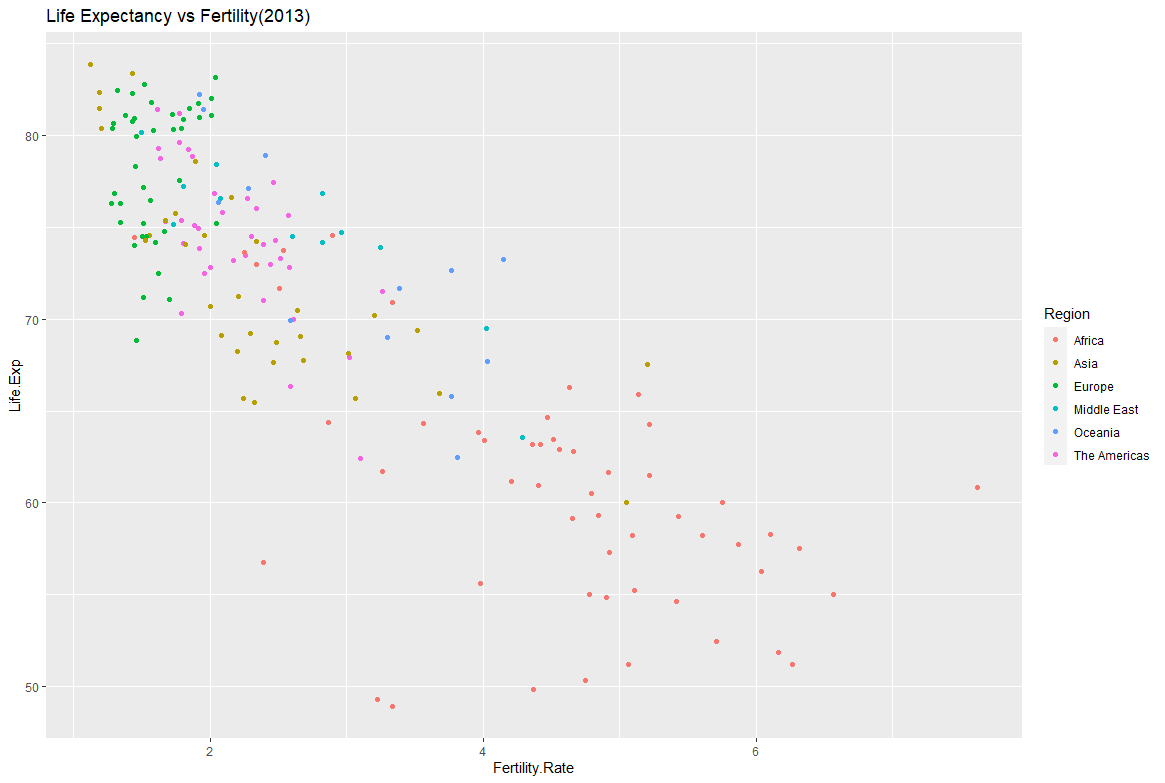 Life Expectancy vs Fertility(2013)
80
70
60
50
Life.Exp
2
4
6
Fertility.Rate
Region
Africa
Asia
Europe
Middle East
Oceania
The Americas